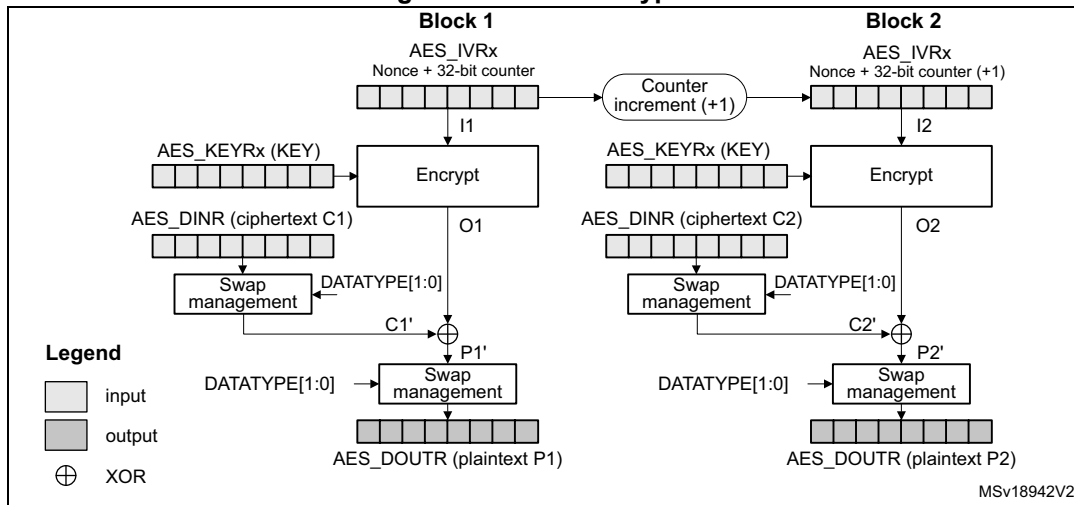 Block 1
Block 2
AES_IVRx
Nonce + 32-bit counter
Counter
increment (+1)
AES_IVRx
Nonce + 32-bit counter (+1)
I1
I2
AES_KEYRx (KEY)
Encrypt
AES_KEYRx (KEY)
Encrypt
AES_DINR (ciphertext C1)
O1
AES_DINR (ciphertext C2)
O2
Swap
management
DATATYPE[1:0]
Swap
management
DATATYPE[1:0]
C1'
C2'
P1'
P2'
Legend
input
output
XOR
DATATYPE[1:0]
Swap
management
DATATYPE[1:0]
Swap
management
AES_DOUTR (plaintext P1)
AES_DOUTR (plaintext P2)
MSv18942V2